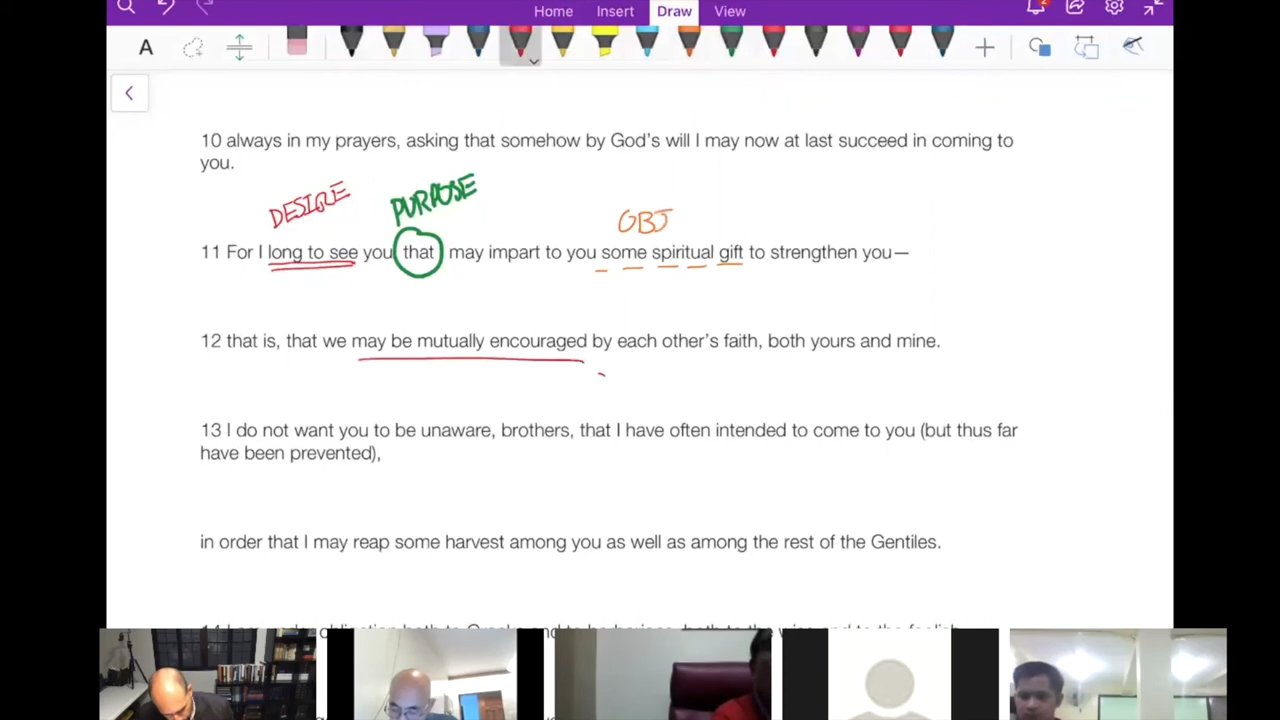 Home Insert Draw View
2
A
10 always in my prayers, asking that somehow by God's will I may now at last succeed in coming to
you.
DESIRE PURPOSE OBJ
11 For I long to see you that may impart to you some spiritual gift to strengthen you—
12 that is, that we may be mutually encouraged by each other's faith, both yours and mine.
13 I do not want you to be unaware, brothers, that I have often intended to come to you (but thus far
have been prevented),
in order that I may reap some harvest among you as well as among the rest of the Gentiles.